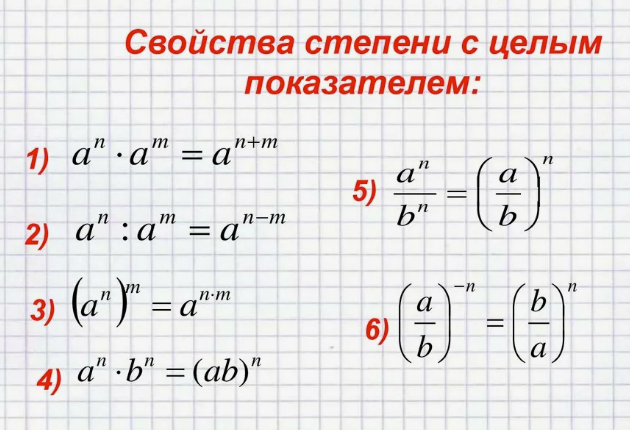 Свойства степени с целым
показателем:
1) aⁿ · aᵐ = aⁿ⁺ᵐ
2) aⁿ : aᵐ = aⁿ⁻ᵐ
3) (aⁿ)ᵐ = aⁿ˙ᵐ
4) aⁿ · bⁿ = (ab)ⁿ
5) aⁿ/bⁿ = (a/b)ⁿ
6) (a/b)⁻ⁿ = (b/a)ⁿ